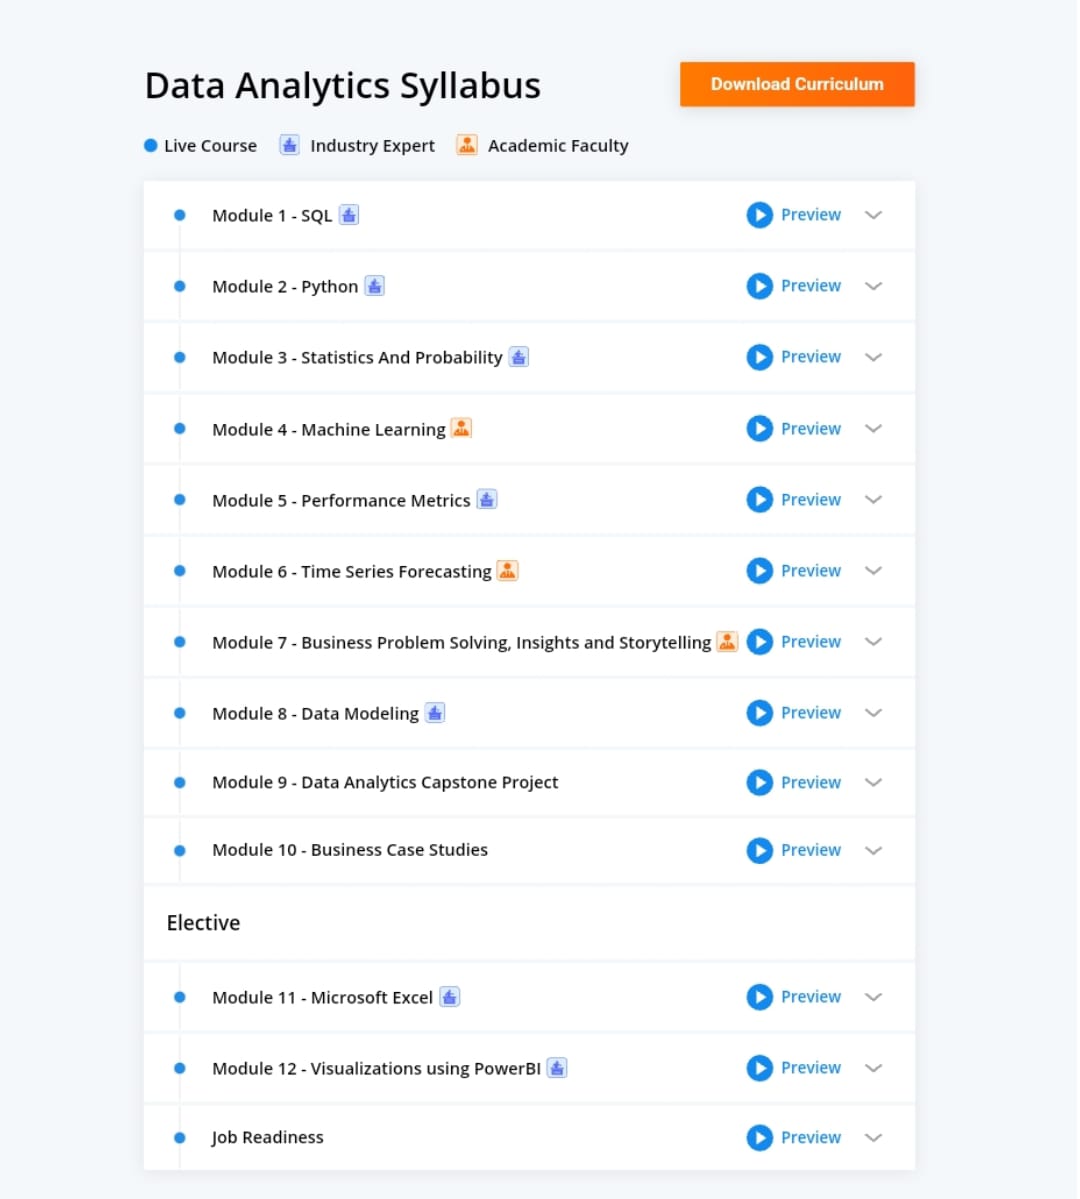 Data Analytics Syllabus
Download Curriculum
Live Course Industry Expert Academic Faculty
Module 1 - SQL Preview
Module 2 - Python Preview
Module 3 - Statistics And Probability Preview
Module 4 - Machine Learning Preview
Module 5 - Performance Metrics Preview
Module 6 - Time Series Forecasting Preview
Module 7 - Business Problem Solving, Insights and Storytelling Preview
Module 8 - Data Modeling Preview
Module 9 - Data Analytics Capstone Project Preview
Module 10 - Business Case Studies Preview
Elective
Module 11 - Microsoft Excel Preview
Module 12 - Visualizations using PowerBI Preview
Job Readiness Preview